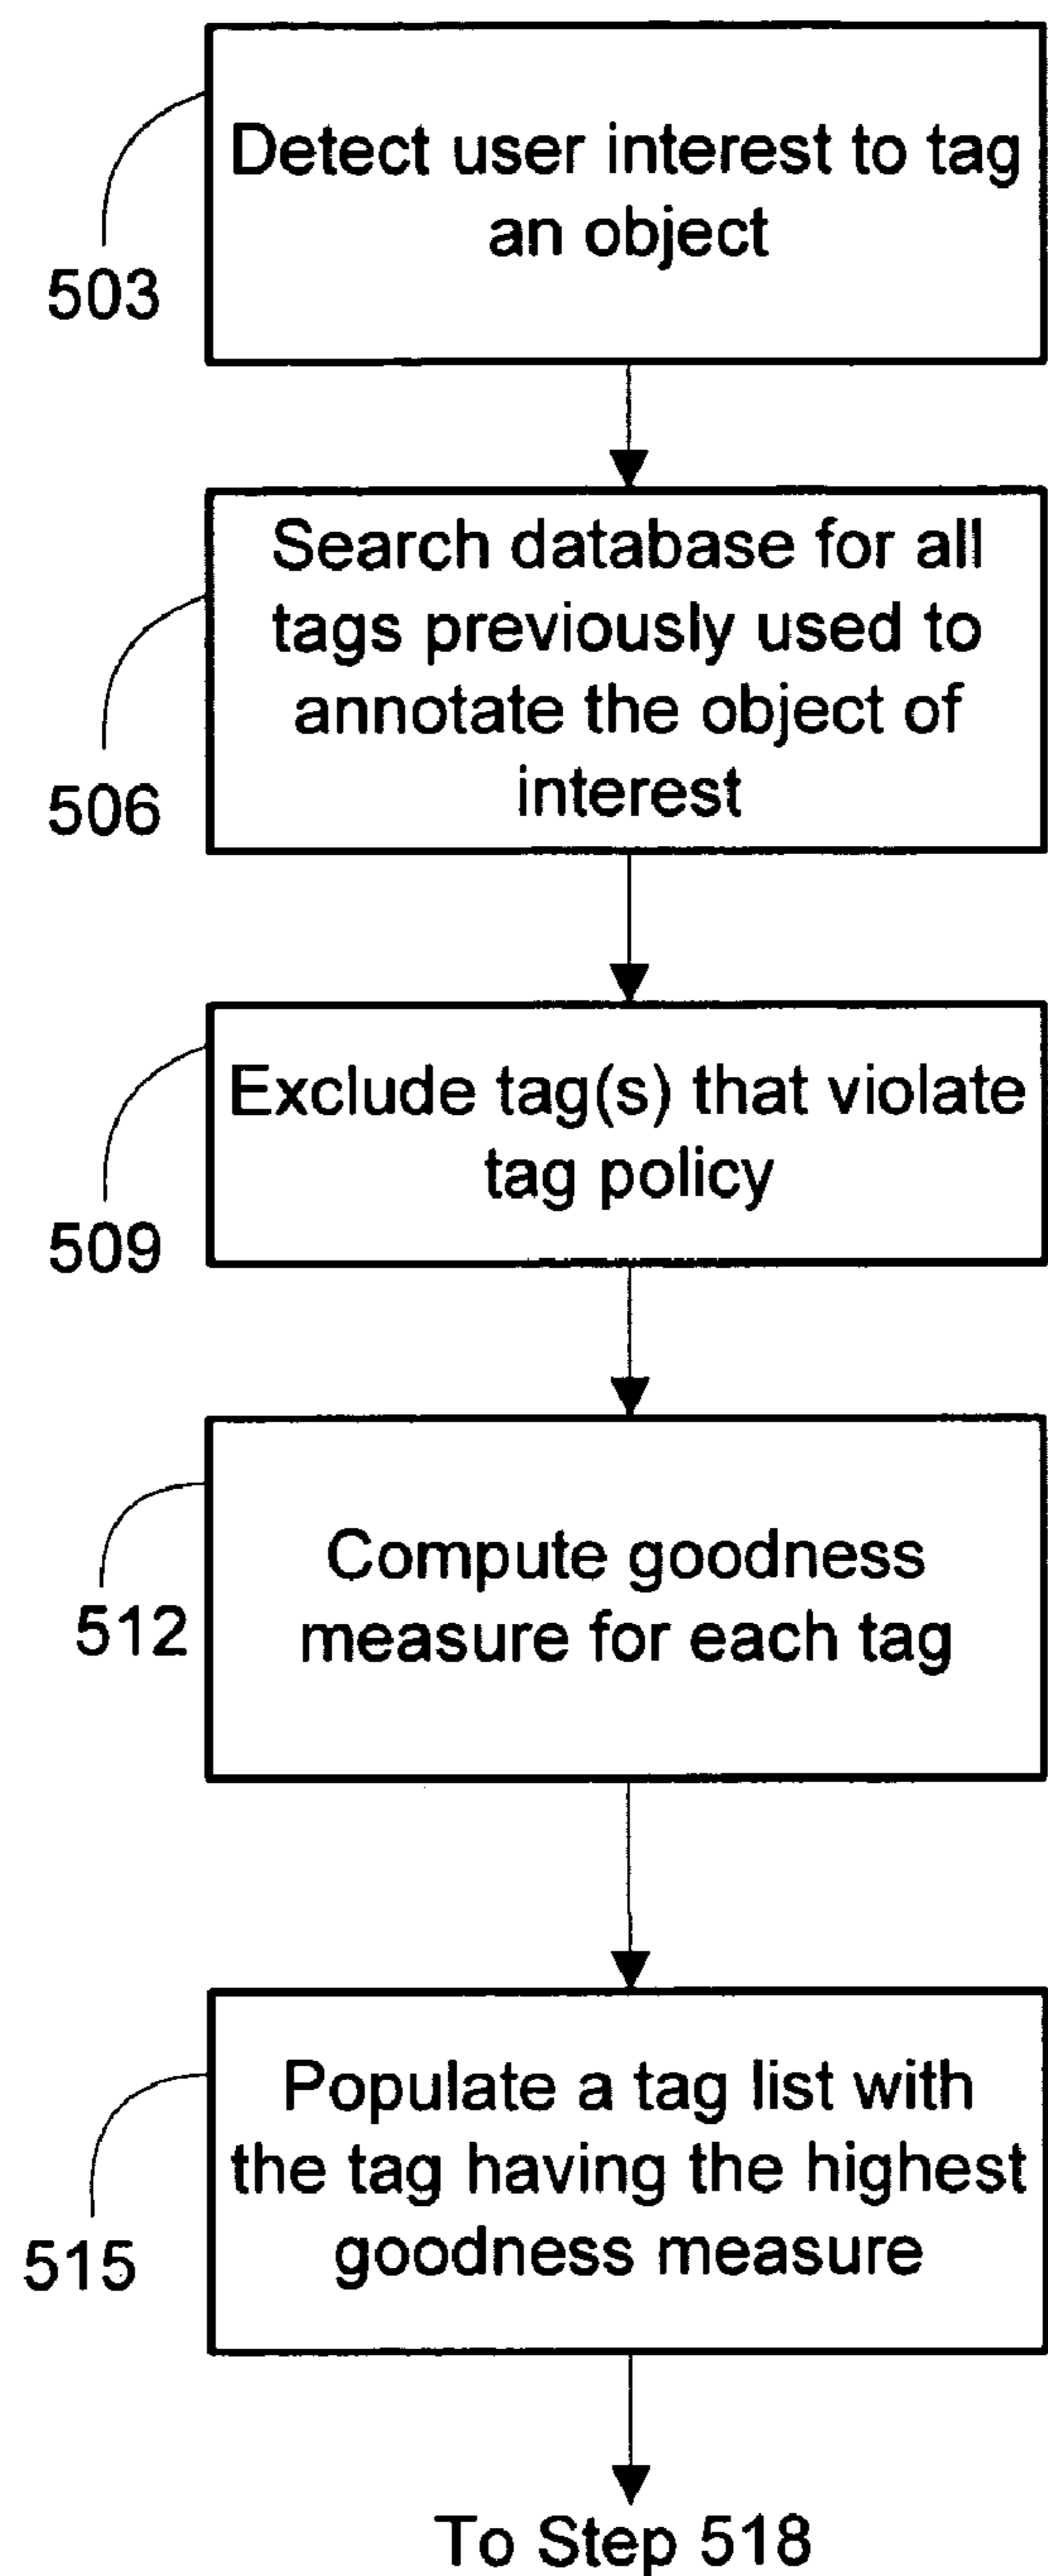 Detect user interest to tag
an object
503
Search database for all
tags previously used to
annotate the object of
interest
506
Exclude tag(s) that violate
tag policy
509
Compute goodness
measure for each tag
512
Populate a tag list with
the tag having the highest
goodness measure
515
To Step 518